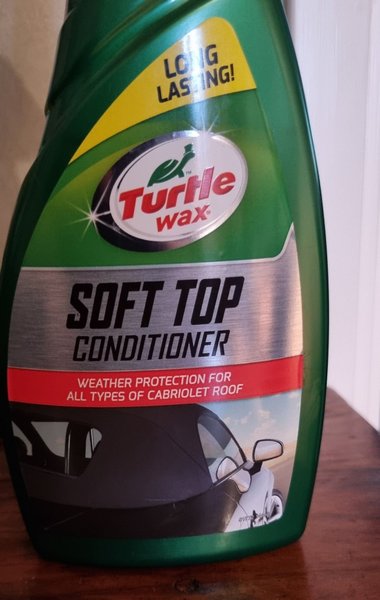 LONG
LASTING!
Turtle
wax
SOFT TOP
CONDITIONER
WEATHER PROTECTION FOR
ALL TYPES OF CABRIOLET ROOF